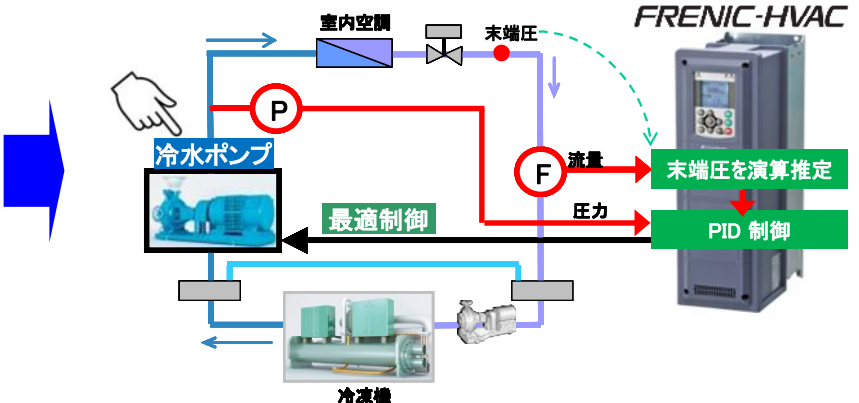 FRENIC-HVAC
室内空調
末端圧
P
冷水ポンプ
F
流量
末端圧を演算推定
圧力
最適制御
PID 制御
冷凍機